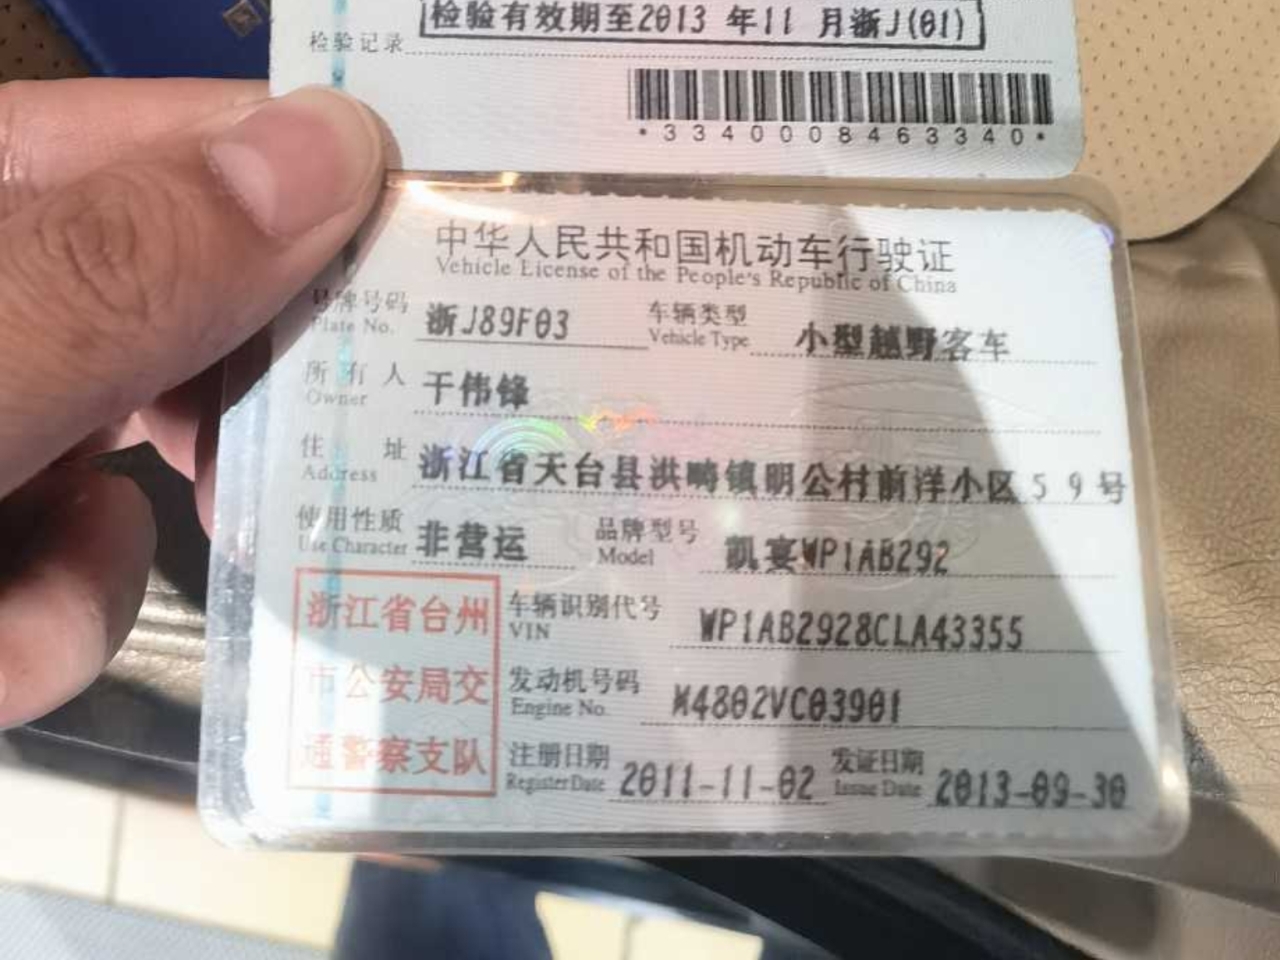 检验有效期至2013 年11 月浙J(01)
检验记录
*3340008463340*
中华人民共和国机动车行驶证
Vehicle License of the People's Republic of China
号牌号码 浙J89F03 车辆类型 小型越野客车
Plate No. Vehicle Type
所有人 干伟锋
Owner
住址 浙江省天台县洪畴镇明公村前洋小区59号
Address
使用性质 非营运 品牌型号 凯宴WP1AB292
Use Character Model
浙江省台州
市公安局交
通警察支队
车辆识别代号 WP1AB2928CLA43355
VIN
发动机号码 M4802VC03901
Engine No.
注册日期 2011-11-02 发证日期 2013-09-30
Register Date Issue Date